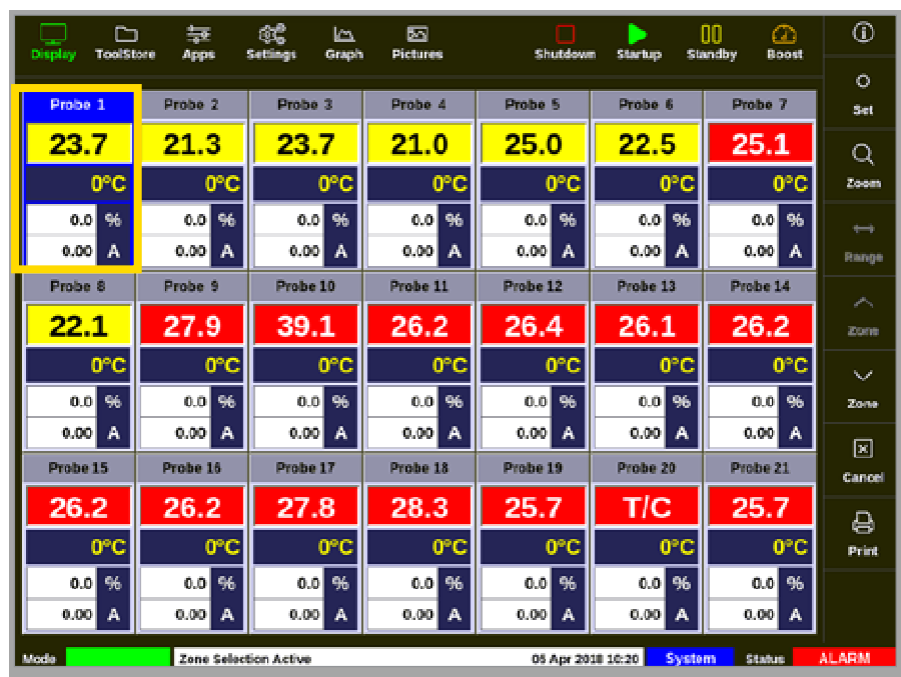 Display ToolStore Apps Settings Graph Pictures Shutdown Startup Standby Boost
Set
Zoom
Range
Zone
Zone
Cancel
Print
Probe 1 Probe 2 Probe 3 Probe 4 Probe 5 Probe 6 Probe 7
23.7 21.3 23.7 21.0 25.0 22.5 25.1
0°C 0°C 0°C 0°C 0°C 0°C 0°C
0.0 % 0.0 % 0.0 % 0.0 % 0.0 % 0.0 % 0.0 %
0.00 A 0.00 A 0.00 A 0.00 A 0.00 A 0.00 A 0.00 A
Probe 8 Probe 9 Probe 10 Probe 11 Probe 12 Probe 13 Probe 14
22.1 27.9 39.1 26.2 26.4 26.1 26.2
0°C 0°C 0°C 0°C 0°C 0°C 0°C
0.0 % 0.0 % 0.0 % 0.0 % 0.0 % 0.0 % 0.0 %
0.00 A 0.00 A 0.00 A 0.00 A 0.00 A 0.00 A 0.00 A
Probe 15 Probe 16 Probe 17 Probe 18 Probe 19 Probe 20 Probe 21
26.2 26.2 27.8 28.3 25.7 T/C 25.7
0°C 0°C 0°C 0°C 0°C 0°C 0°C
0.0 % 0.0 % 0.0 % 0.0 % 0.0 % 0.0 % 0.0 %
0.00 A 0.00 A 0.00 A 0.00 A 0.00 A 0.00 A 0.00 A
Mode Zone Selection Active 05 Apr 2018 10:20 System Status ALARM